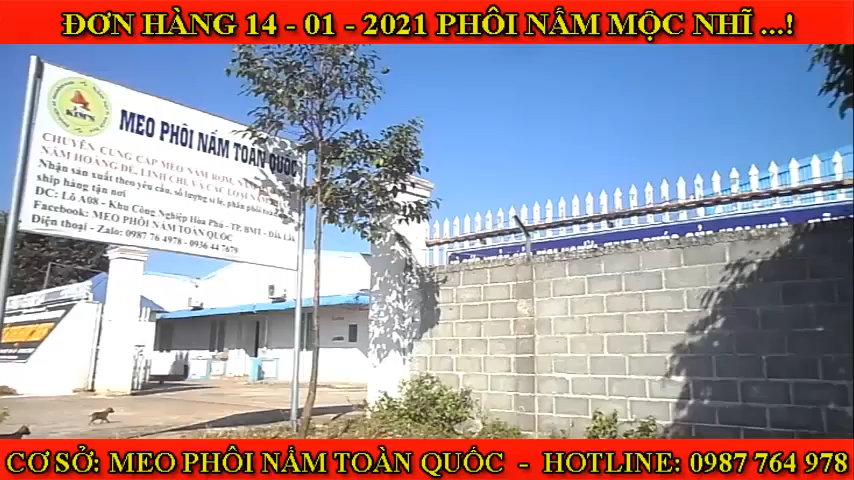 ĐƠN HÀNG 14 - 01 - 2021 PHÔI NẤM MỘC NHĨ ...!
KIM'S
MEO PHÔI NẤM TOÀN QUỐC
CHUYÊN CUNG CẤP MEO NẤM RƠM,
NẤM HOÀNG ĐẾ, LINH CHI VÀ CÁC LOẠI NẤM
Nhận sản xuất theo yêu cầu, số lượng sỉ lẻ, phân phối toàn
ship hàng tận nơi
ĐC: Lô A08 - Khu Công Nghiệp Hòa Phú - TP. BMT - Đắk Lắk
Facebook: MEO PHÔI NẤM TOÀN QUỐC
Điện thoại - Zalo: 0987 76 4978 - 0936 44 7679
CƠ SỞ: MEO PHÔI NẤM TOÀN QUỐC - HOTLINE: 0987 764 978